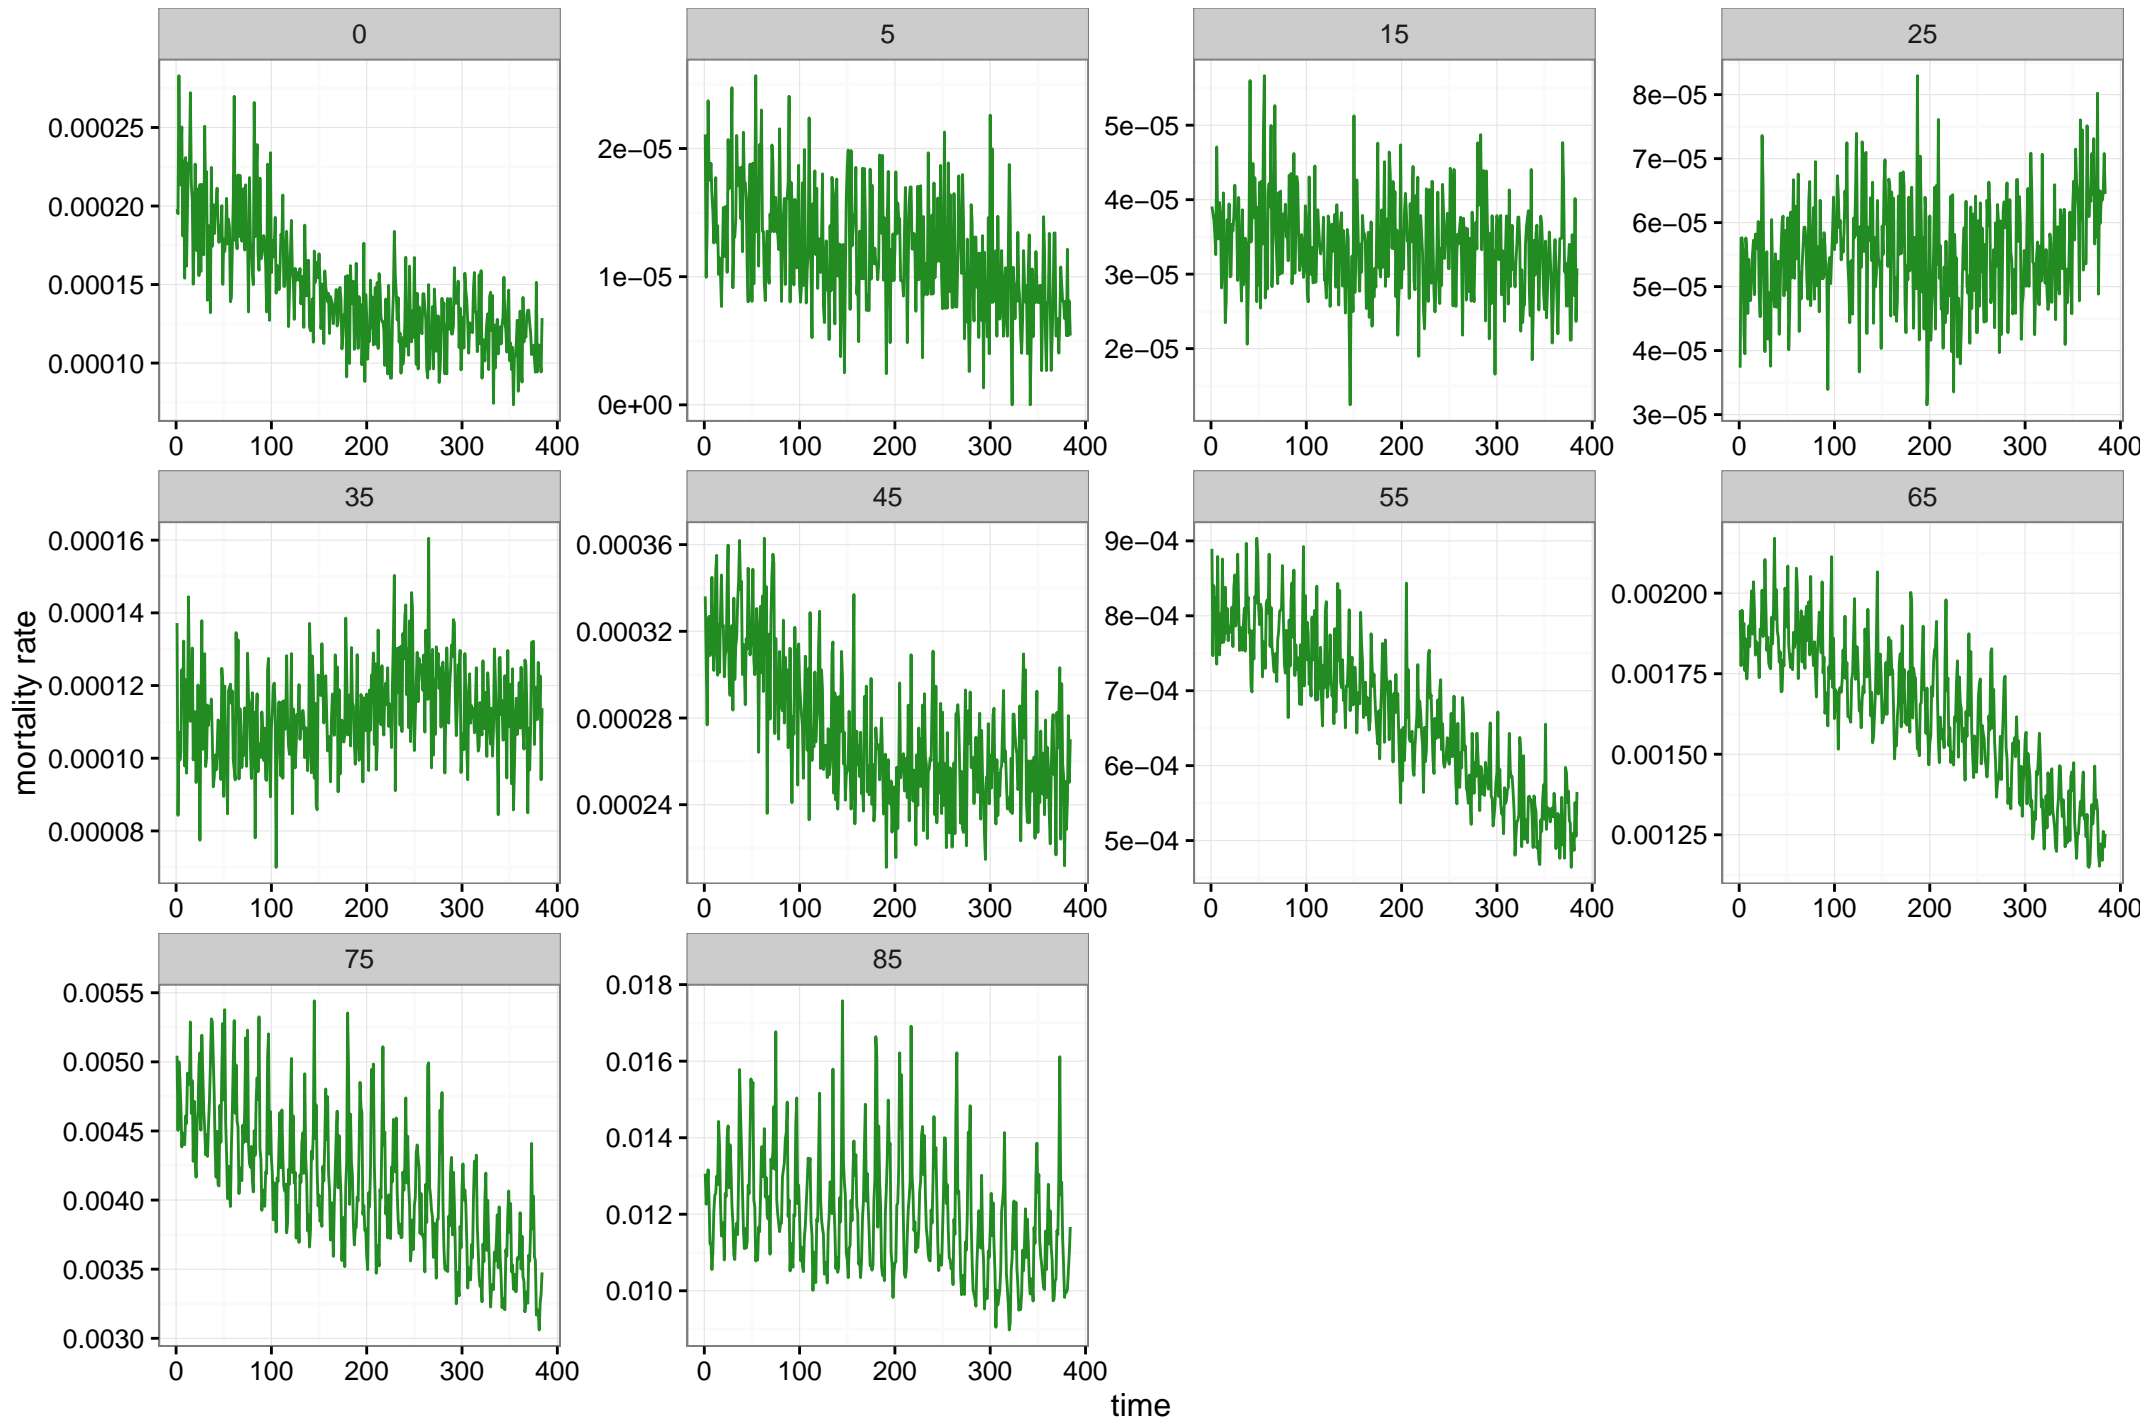 0 5 15 25
0.00025
0.00020
0.00015
0.00010
2e−05
1e−05
0e+00
5e−05
4e−05
3e−05
2e−05
8e−05
7e−05
6e−05
5e−05
4e−05
3e−05
0 100 200 300 400 0 100 200 300 400 0 100 200 300 400 0 100 200 300 400
35 45 55 65
mortality rate
0.00016
0.00014
0.00012
0.00010
0.00008
0.00036
0.00032
0.00028
0.00024
9e−04
8e−04
7e−04
6e−04
5e−04
0.00200
0.00175
0.00150
0.00125
0 100 200 300 400 0 100 200 300 400 0 100 200 300 400 0 100 200 300 400
75 85
0.0055
0.0050
0.0045
0.0040
0.0035
0.0030
0.018
0.016
0.014
0.012
0.010
0 100 200 300 400 0 100 200 300 400
time